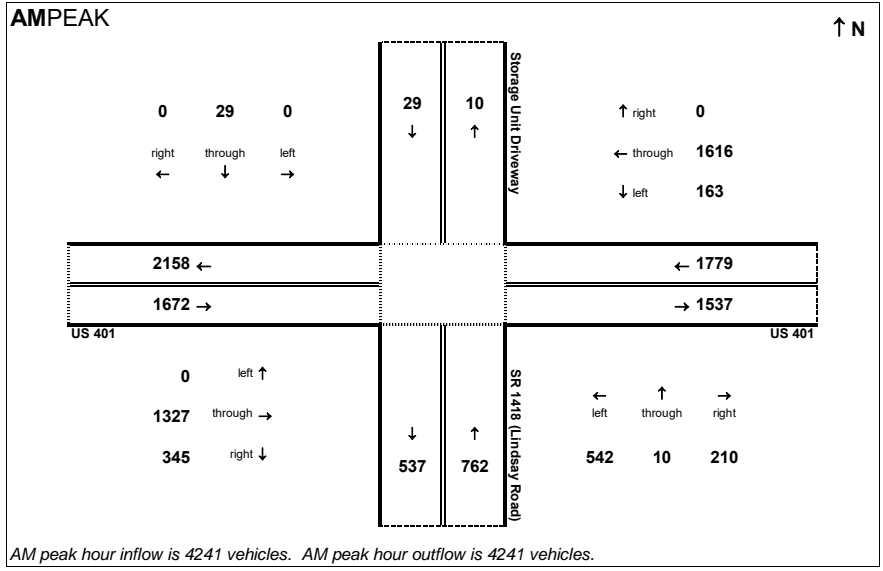 AMPEAK
↑ N
Storage Unit Driveway
0 29 0
right through left
← ↓ →
29 10
↓ ↑
↑ right 0
← through 1616
↓ left 163
2158 ←
1672 →
← 1779
→ 1537
US 401
US 401
0 left ↑
1327 through →
345 right ↓
↓ ↑
537 762
SR 1418 (Lindsay Road)
← ↑ →
left through right
542 10 210
AM peak hour inflow is 4241 vehicles. AM peak hour outflow is 4241 vehicles.